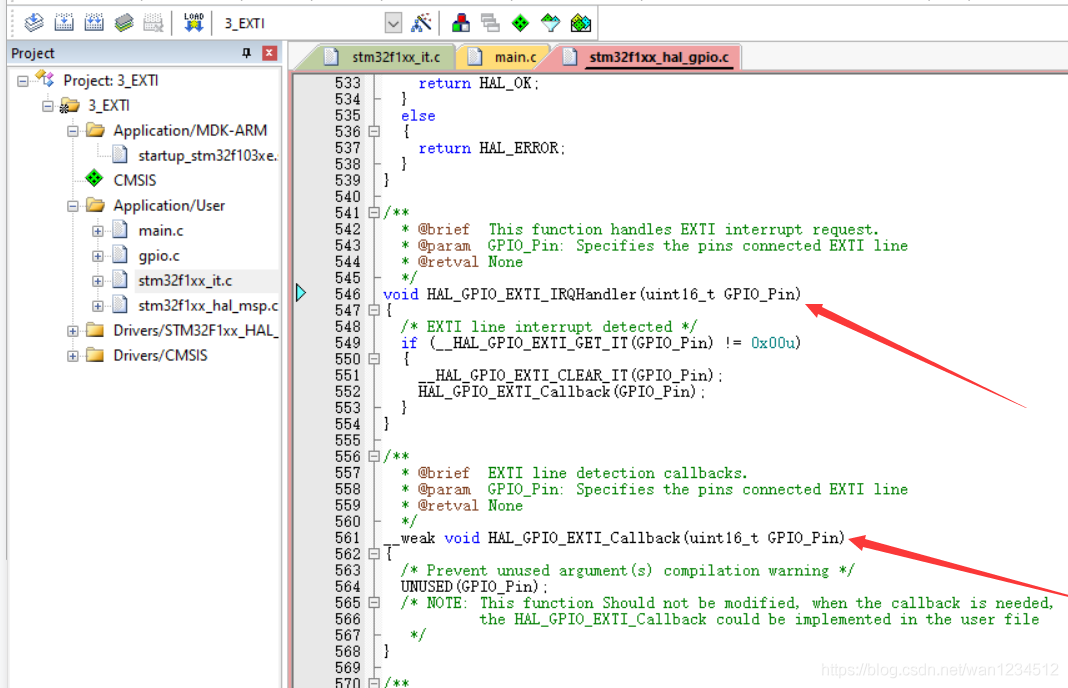 LOAD
3_EXTI
Project
Project: 3_EXTI
3_EXTI
Application/MDK-ARM
startup_stm32f103xe.
CMSIS
Application/User
main.c
gpio.c
stm32f1xx_it.c
stm32f1xx_hal_msp.c
Drivers/STM32F1xx_HAL_
Drivers/CMSIS
stm32f1xx_it.c main.c stm32f1xx_hal_gpio.c
533 return HAL_OK;
534 }
535 else
536 {
537 return HAL_ERROR;
538 }
539 }
540
541 /**
542 * @brief This function handles EXTI interrupt request.
543 * @param GPIO_Pin: Specifies the pins connected EXTI line
544 * @retval None
545 */
546 void HAL_GPIO_EXTI_IRQHandler(uint16_t GPIO_Pin)
547 {
548 /* EXTI line interrupt detected */
549 if (__HAL_GPIO_EXTI_GET_IT(GPIO_Pin) != 0x00u)
550 {
551 __HAL_GPIO_EXTI_CLEAR_IT(GPIO_Pin);
552 HAL_GPIO_EXTI_Callback(GPIO_Pin);
553 }
554 }
555
556 /**
557 * @brief EXTI line detection callbacks.
558 * @param GPIO_Pin: Specifies the pins connected EXTI line
559 * @retval None
560 */
561 __weak void HAL_GPIO_EXTI_Callback(uint16_t GPIO_Pin)
562 {
563 /* Prevent unused argument(s) compilation warning */
564 UNUSED(GPIO_Pin);
565 /* NOTE: This function Should not be modified, when the callback is needed,
566 the HAL_GPIO_EXTI_Callback could be implemented in the user file
567 */
568 }
569
570 /**
https://blog.csdn.net/wan1234512